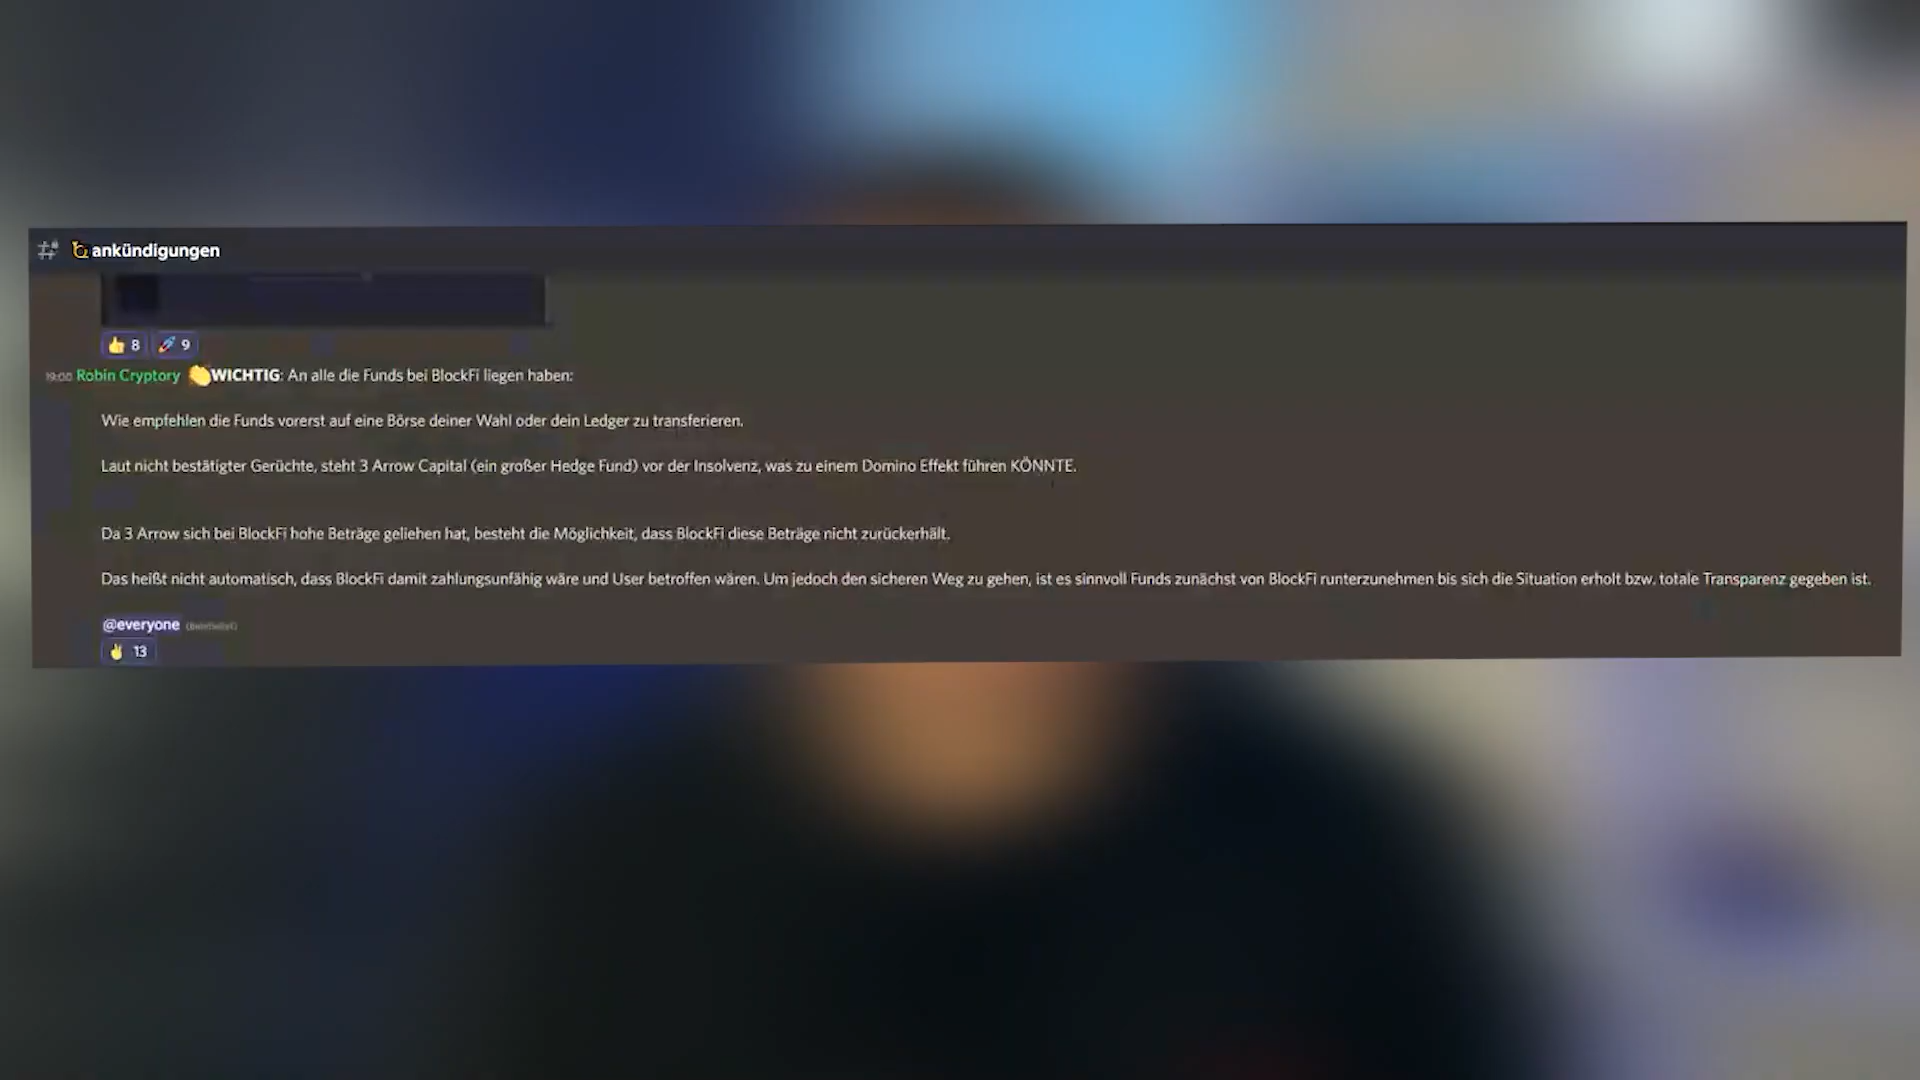 ankündigungen
8 9
19:00 Robin Cryptory WICHTIG: An alle die Funds bei BlockFi liegen haben:
Wie empfehlen die Funds vorerst auf eine Börse deiner Wahl oder dein Ledger zu transferieren.
Laut nicht bestätigter Gerüchte, steht 3 Arrow Capital (ein großer Hedge Fund) vor der Insolvenz, was zu einem Domino Effekt führen KÖNNTE.
Da 3 Arrow sich bei BlockFi hohe Beträge geliehen hat, besteht die Möglichkeit, dass BlockFi diese Beträge nicht zurückerhält.
Das heißt nicht automatisch, dass BlockFi damit zahlungsunfähig wäre und User betroffen wären. Um jedoch den sicheren Weg zu gehen, ist es sinnvoll Funds zunächst von BlockFi runterzunehmen bis sich die Situation erholt bzw. totale Transparenz gegeben ist.
@everyone (bearbeitet)
13